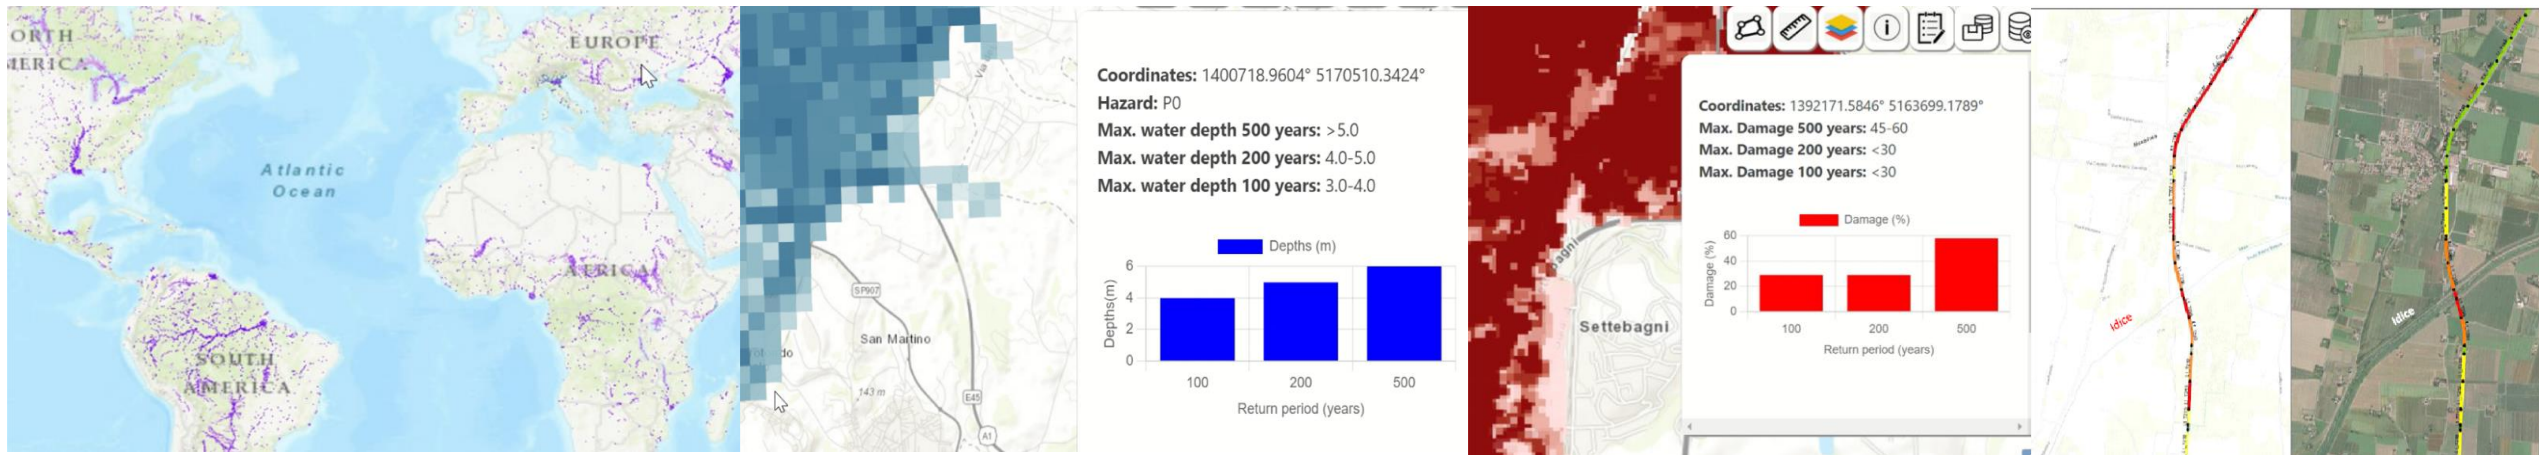 ORTH
MERICA
EUROPE
Atlantic
Ocean
AFRICA
SOUTH
AMERICA
SP907
San Martino
do
143 m
E45
A1
Coordinates: 1400718.9604° 5170510.3424°
Hazard: P0
Max. water depth 500 years: >5.0
Max. water depth 200 years: 4.0-5.0
Max. water depth 100 years: 3.0-4.0
Depths (m)
Depths(m)
6
4
2
0
100 200 500
Return period (years)
bagni
Settebagni
Coordinates: 1392171.5846° 5163699.1789°
Max. Damage 500 years: 45-60
Max. Damage 200 years: <30
Max. Damage 100 years: <30
Damage (%)
Damage (%)
60
40
20
0
100 200 500
Return period (years)
Idice
Idice